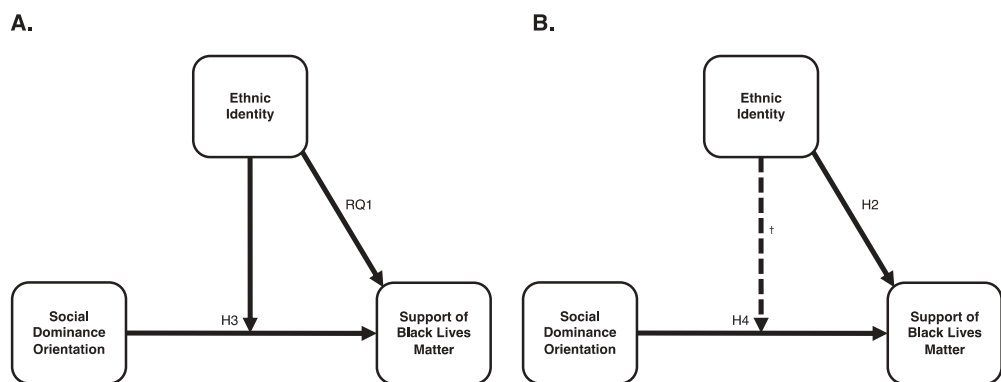 A.
Ethnic
Identity
RQ1
Social
Dominance
Orientation
H3
Support of
Black Lives
Matter
B.
Ethnic
Identity
†
H2
Social
Dominance
Orientation
H4
Support of
Black Lives
Matter